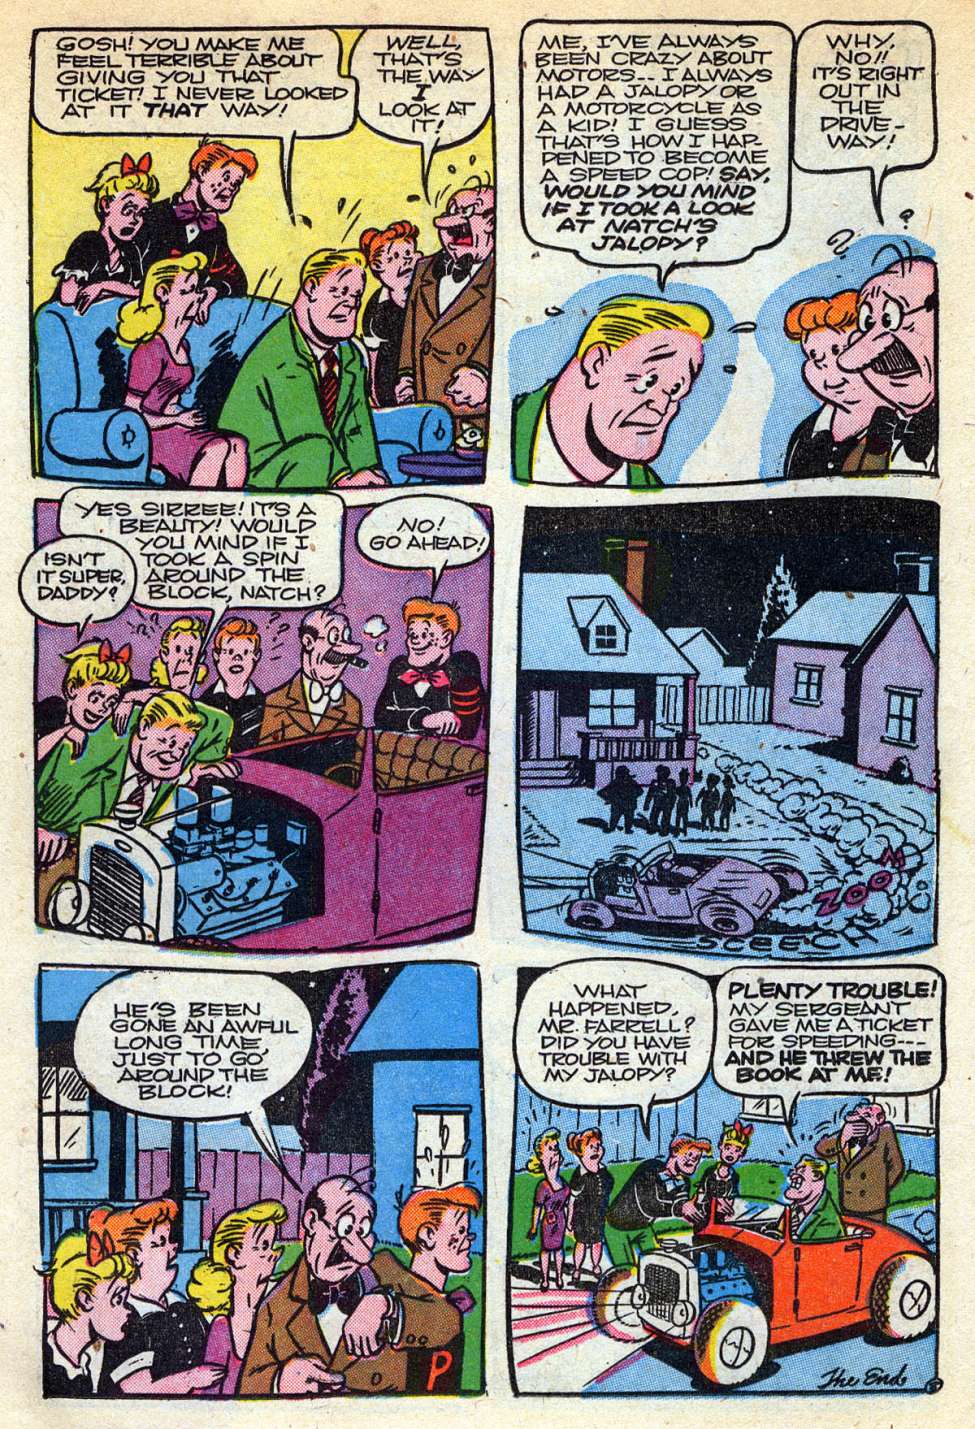 GOSH! YOU MAKE ME
FEEL TERRIBLE ABOUT
GIVING YOU THAT
TICKET! I NEVER LOOKED
AT IT THAT WAY!
WELL,
THAT'S
THE WAY
I
LOOK AT
IT!
ME, I'VE ALWAYS
BEEN CRAZY ABOUT
MOTORS-- I ALWAYS
HAD A JALOPY OR
A MOTORCYCLE AS
A KID! I GUESS
THAT'S HOW I HAP-
PENED TO BECOME
A SPEED COP! SAY,
WOULD YOU MIND
IF I TOOK A LOOK
AT NATCH'S
JALOPY?
WHY,
NO!!
IT'S RIGHT
OUT IN
THE
DRIVE-
WAY!
? ?
ISN'T
IT SUPER,
DADDY?
YES SIRREE! IT'S A
BEAUTY! WOULD
YOU MIND IF I
TOOK A SPIN
AROUND THE
BLOCK, NATCH?
NO!
GO AHEAD!
ZOOM
SCREECH
HE'S BEEN
GONE AN AWFUL
LONG TIME,
JUST TO GO
AROUND THE
BLOCK!
P
WHAT
HAPPENED,
MR. FARRELL?
DID YOU HAVE
TROUBLE WITH
MY JALOPY?
PLENTY TROUBLE!
MY SERGEANT
GAVE ME A TICKET
FOR SPEEDING---
AND HE THREW THE
BOOK AT ME!
The End